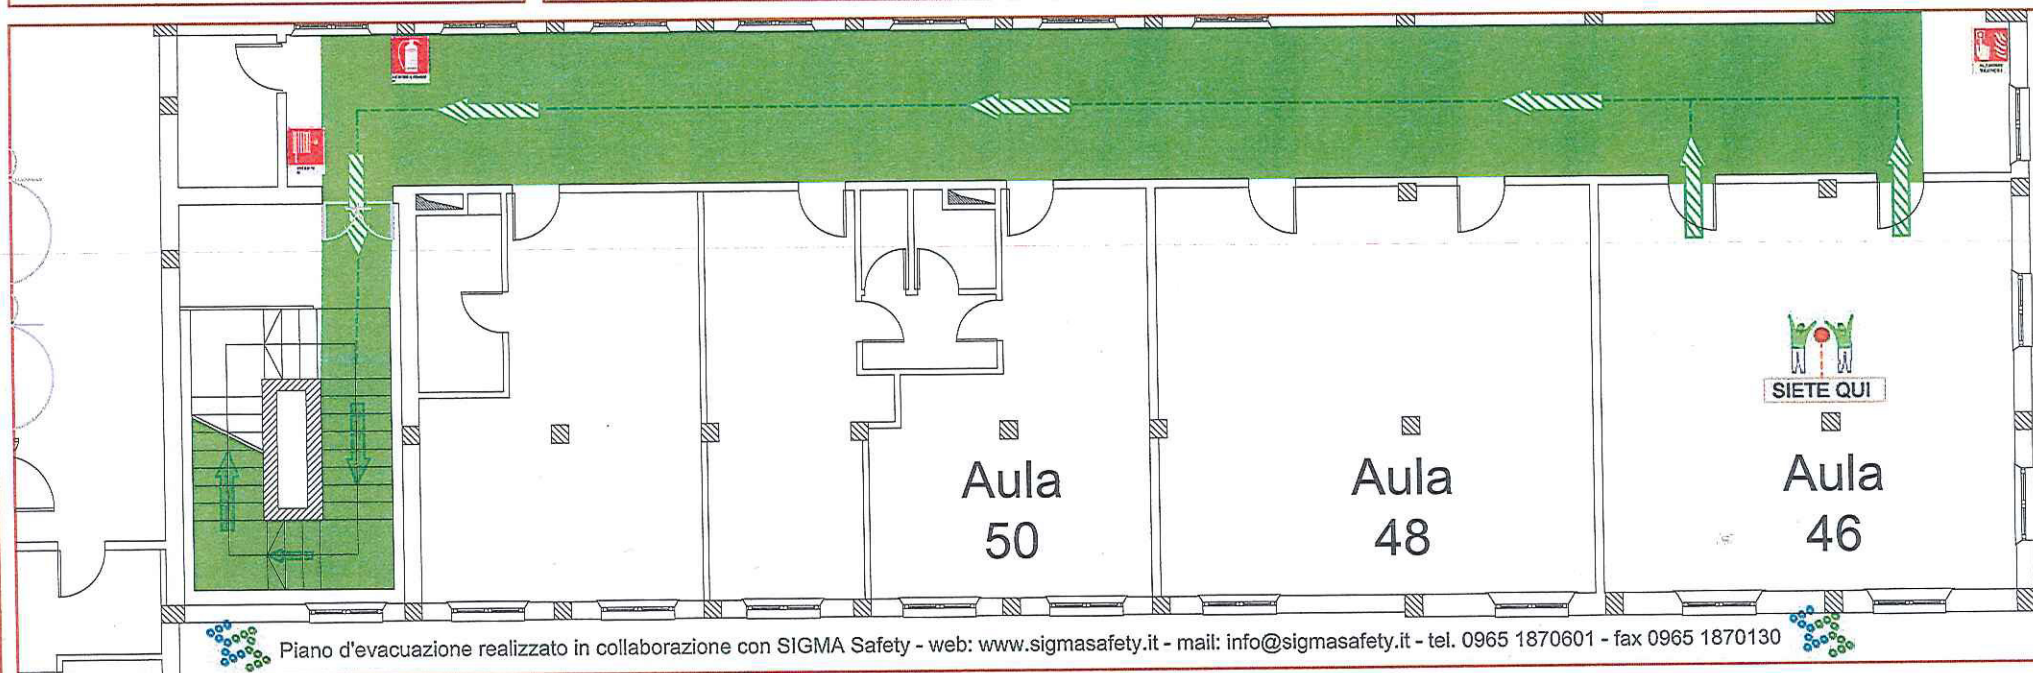 SIETE QUI
Aula
50
Aula
48
Aula
46
Piano d'evacuazione realizzato in collaborazione con SIGMA Safety - web: www.sigmasafety.it - mail: info@sigmasafety.it - tel. 0965 1870601 - fax 0965 1870130